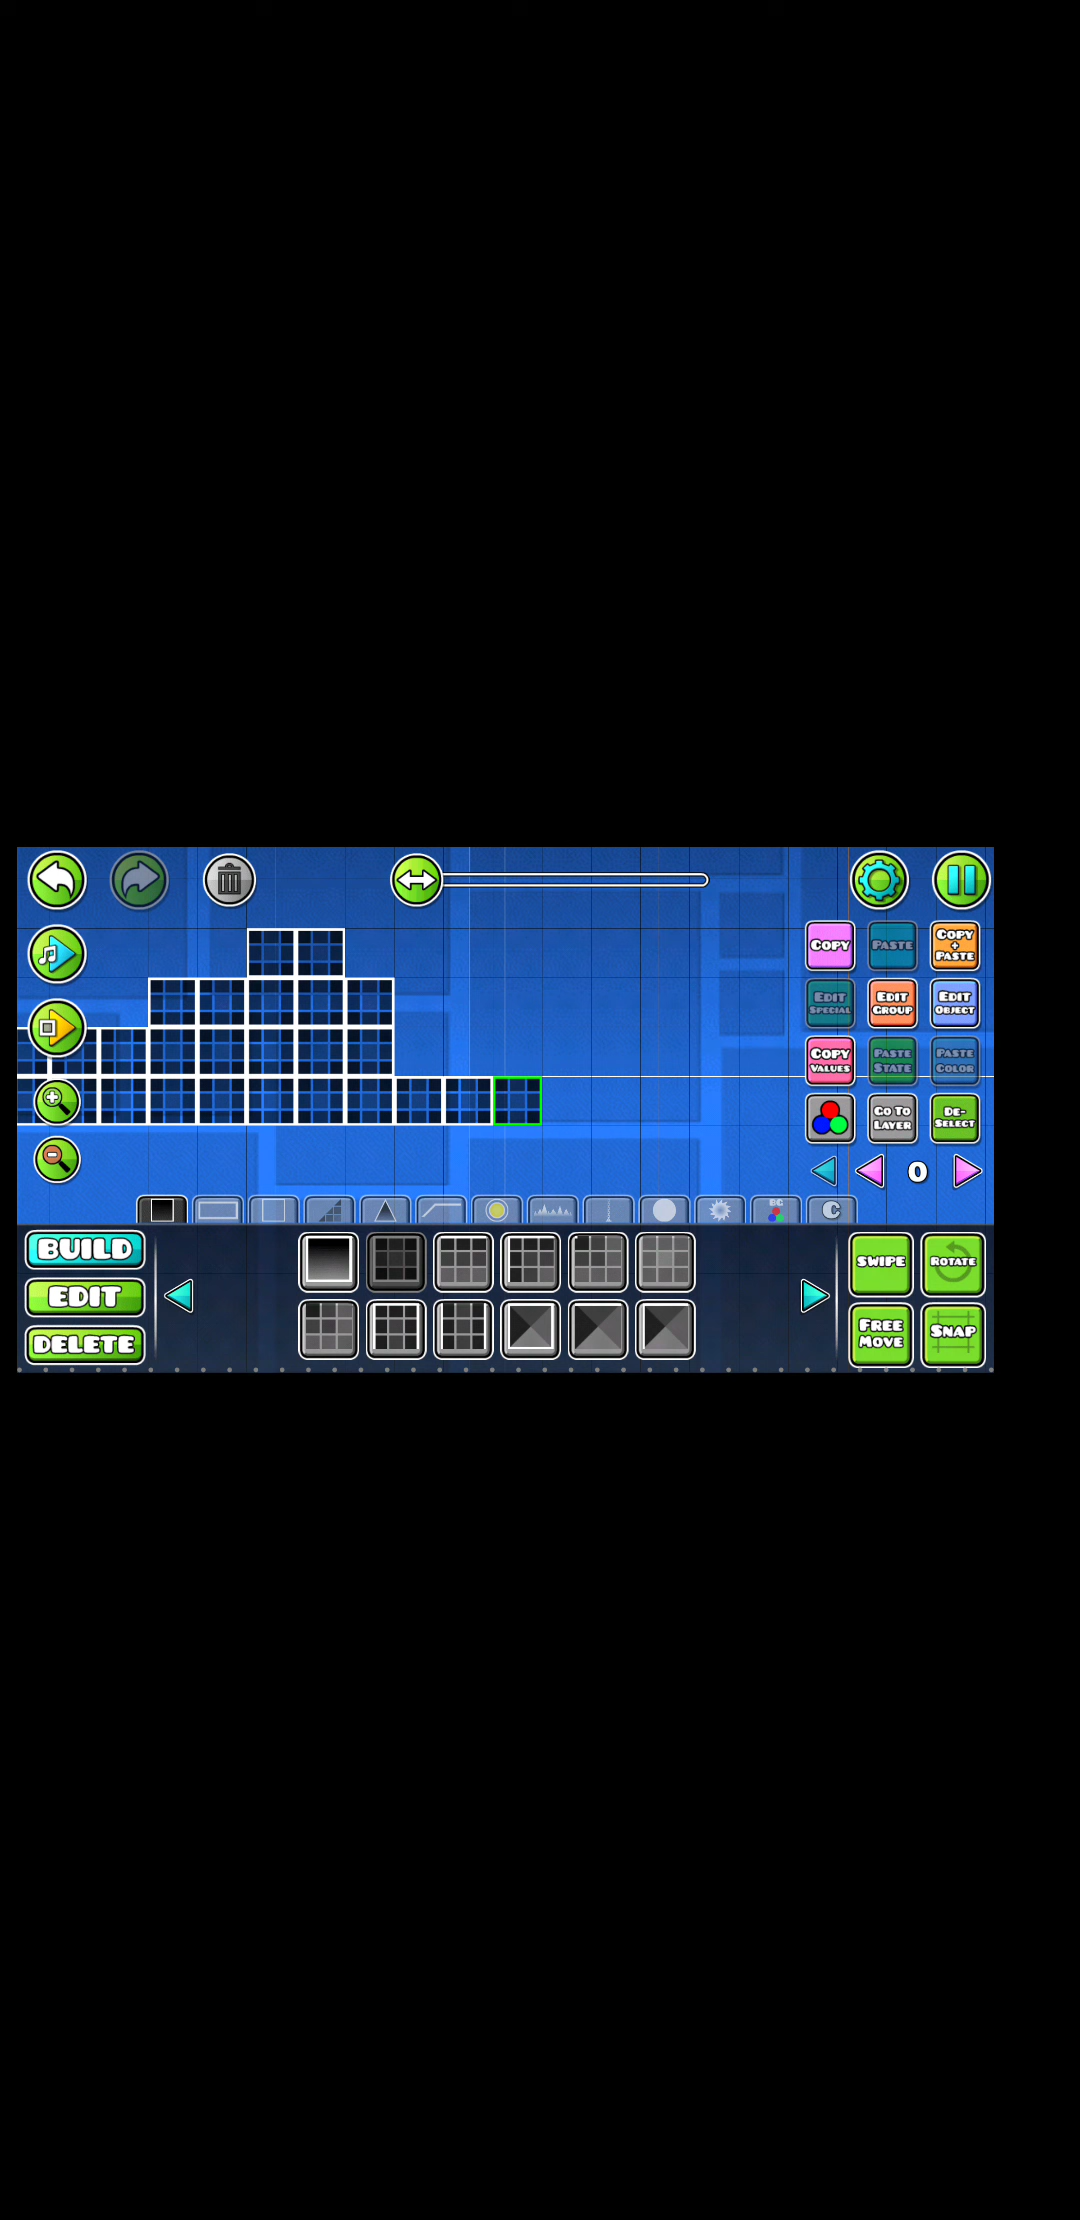 COPY
PASTE
COPY
+
PASTE
EDIT
SPECIAL
EDIT
GROUP
EDIT
OBJECT
COPY
VALUES
PASTE
STATE
PASTE
COLOR
GO TO
LAYER
DE-
SELECT
0
BC
C
BUILD
EDIT
DELETE
SWIPE
ROTATE
FREE
MOVE
SNAP